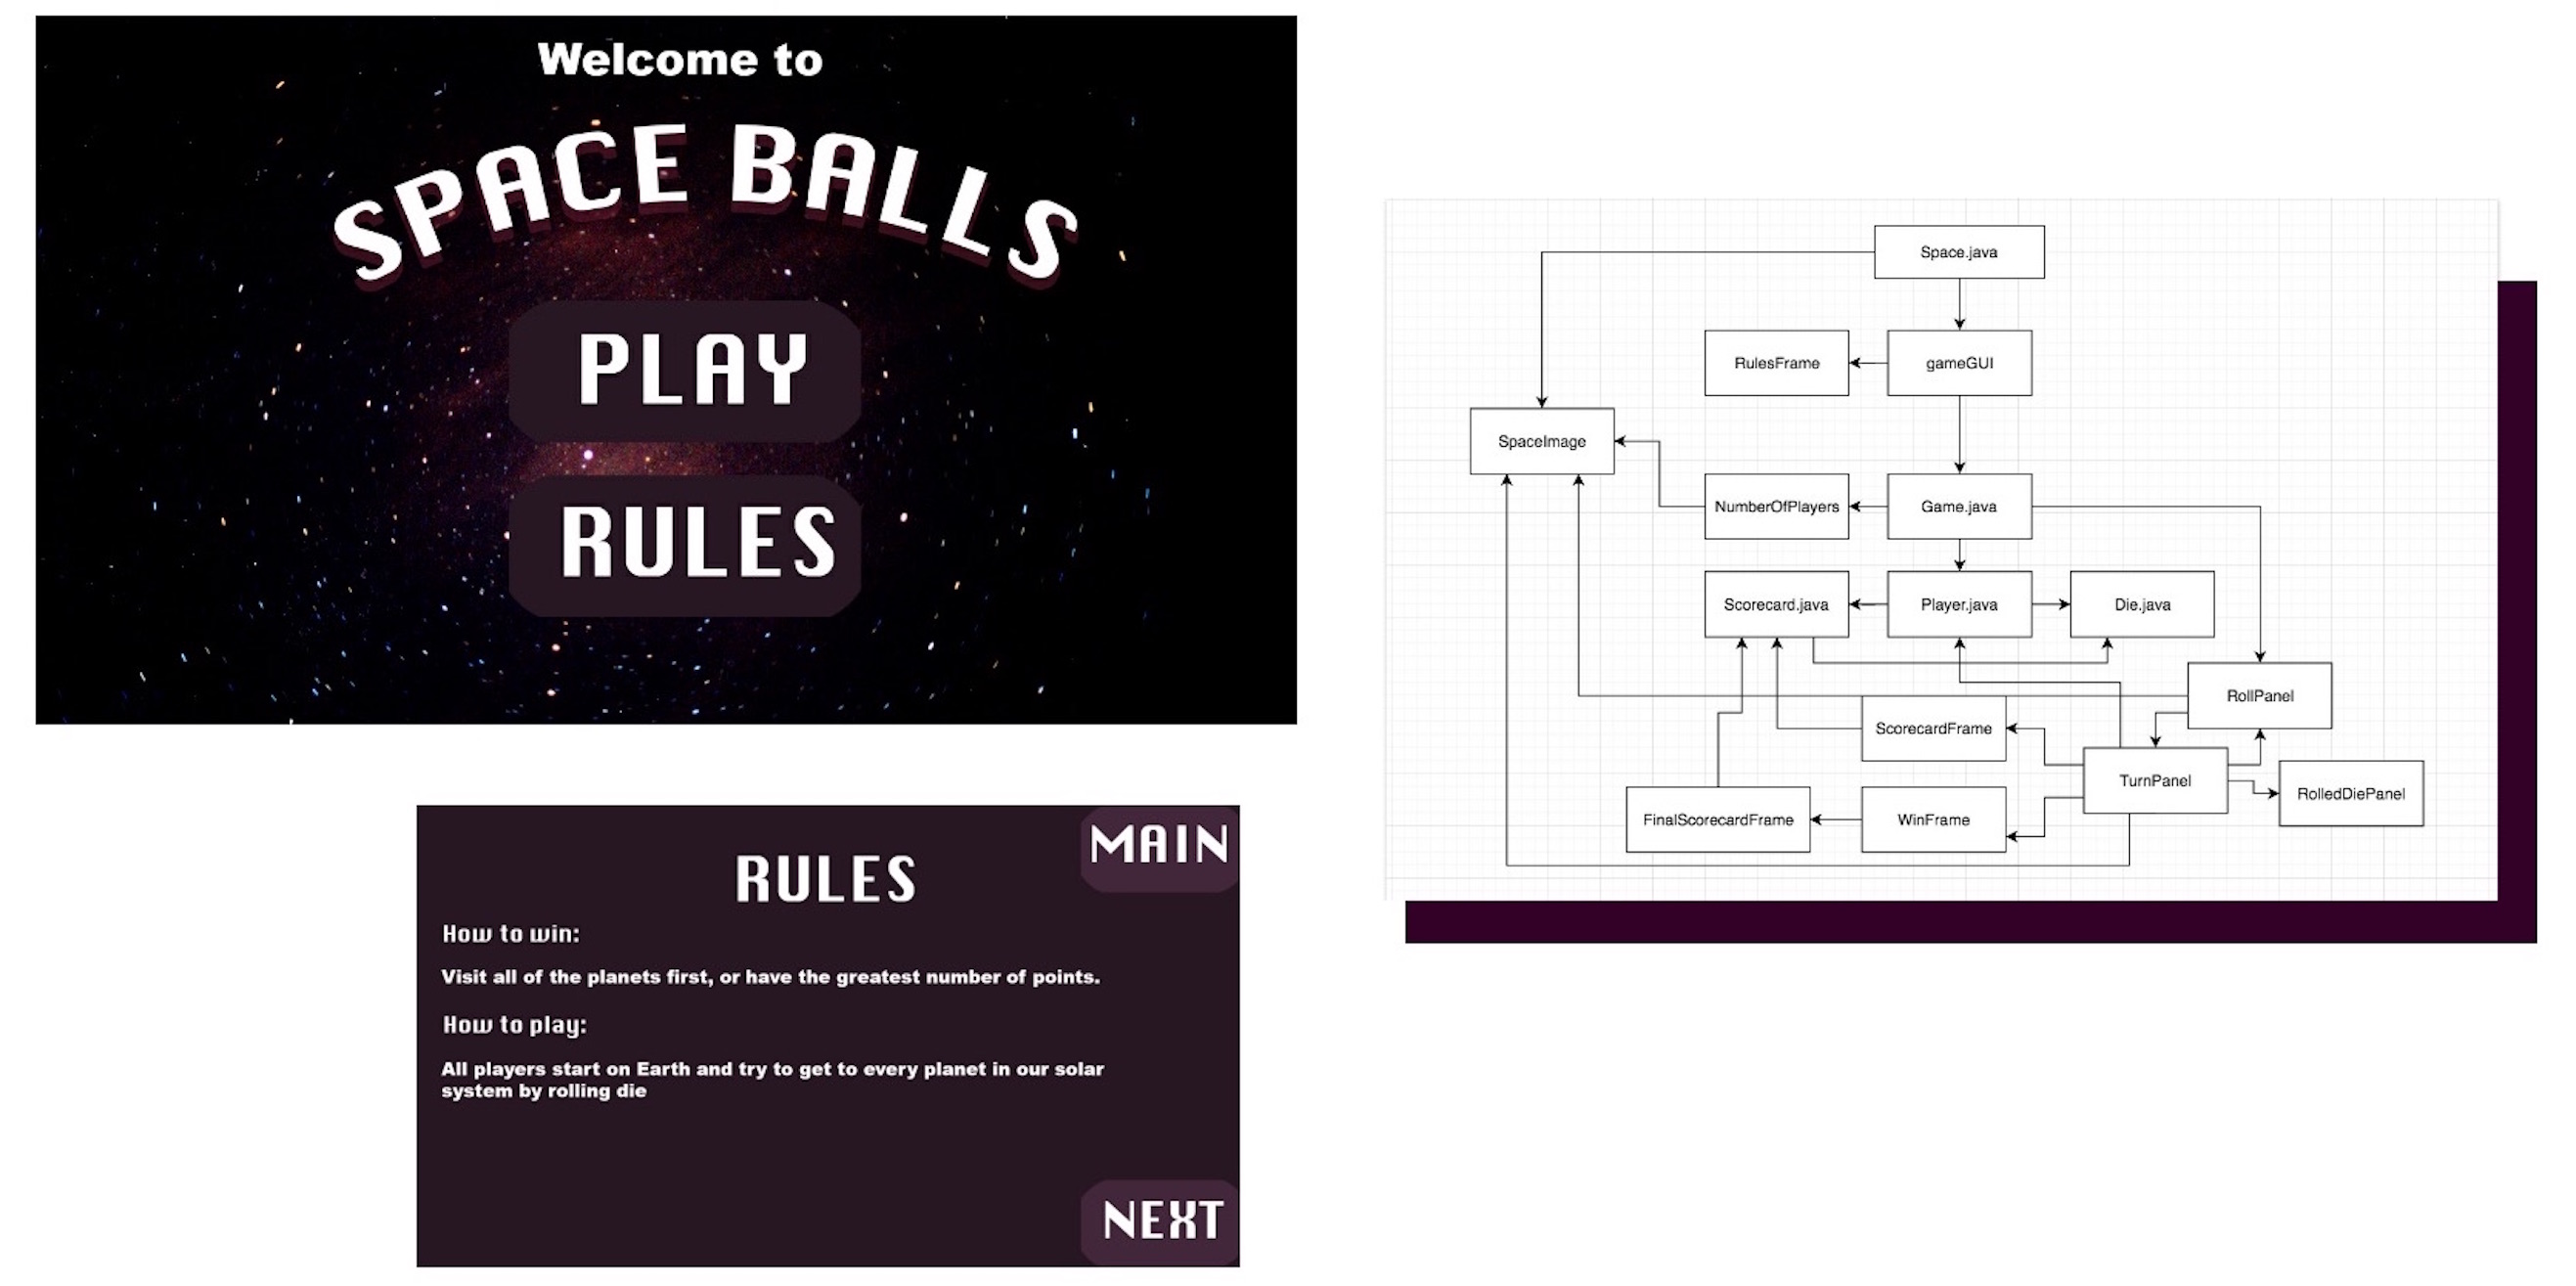 Welcome to
SPACE BALLS
PLAY
RULES
RULES
MAIN
How to win:
Visit all of the planets first, or have the greatest number of points.
How to play:
All players start on Earth and try to get to every planet in our solar
system by rolling die
NEXT
Space.java
RulesFrame
gameGUI
SpaceImage
NumberOfPlayers
Game.java
Scorecard.java
Player.java
Die.java
RollPanel
ScorecardFrame
TurnPanel
RolledDiePanel
FinalScorecardFrame
WinFrame